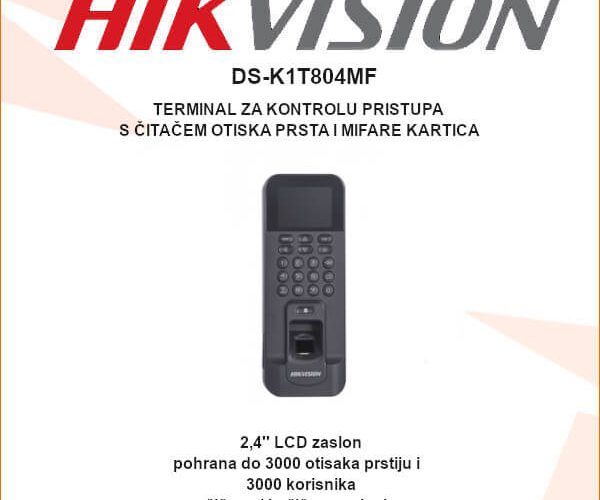 HIKVISION
DS-K1T804MF
TERMINAL ZA KONTROLU PRISTUPA
S ČITAČEM OTISKA PRSTA I MIFARE KARTICA
HIKVISION
2,4" LCD zaslon
pohrana do 3000 otisaka prstiju i
3000 korisnika